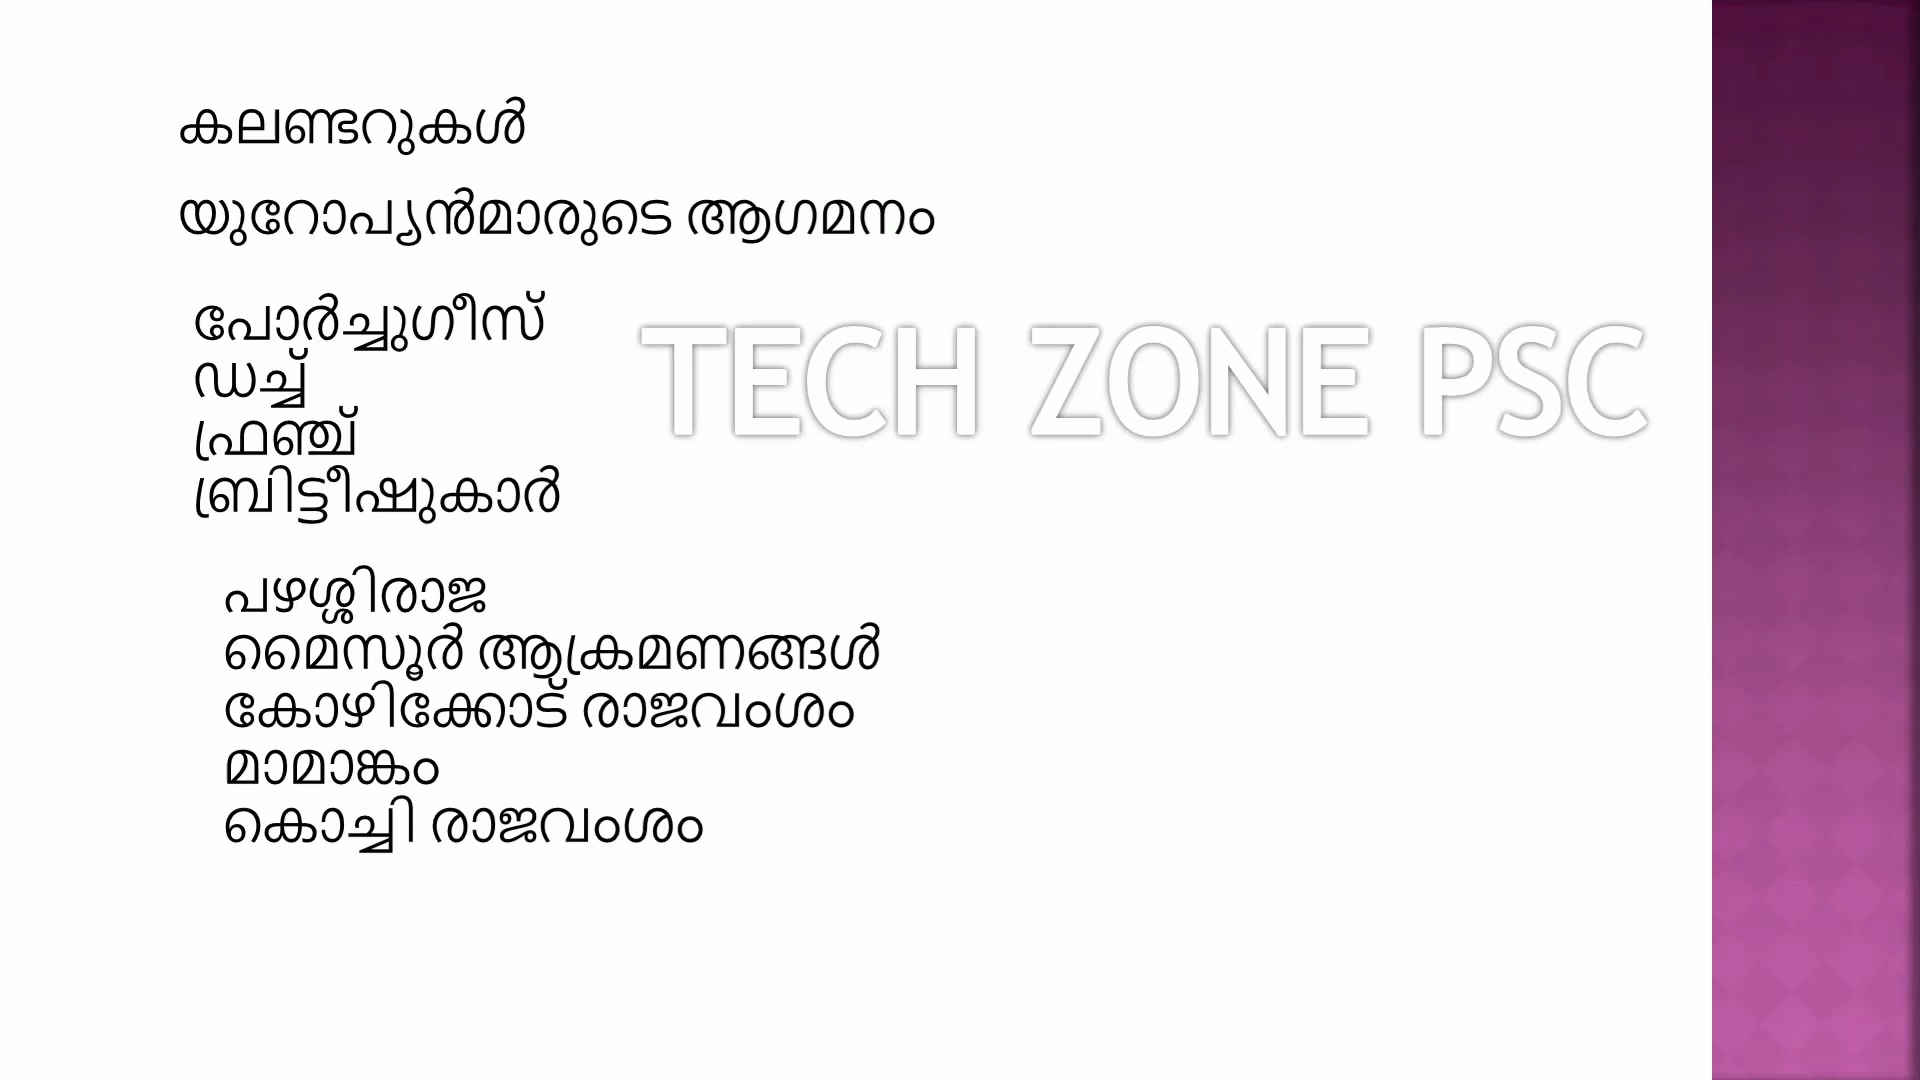 കലണ്ടറുകൾ
യുറോപ്യൻമാരുടെ ആഗമനം
പോർച്ചുഗീസ്
ഡച്ച്
ഫ്രഞ്ച്
ബ്രിട്ടീഷുകാർ
TECH ZONE PSC
പഴശ്ശിരാജ
മൈസൂർ ആക്രമണങ്ങൾ
കോഴിക്കോട് രാജവംശം
മാമാങ്കം
കൊച്ചി രാജവംശം